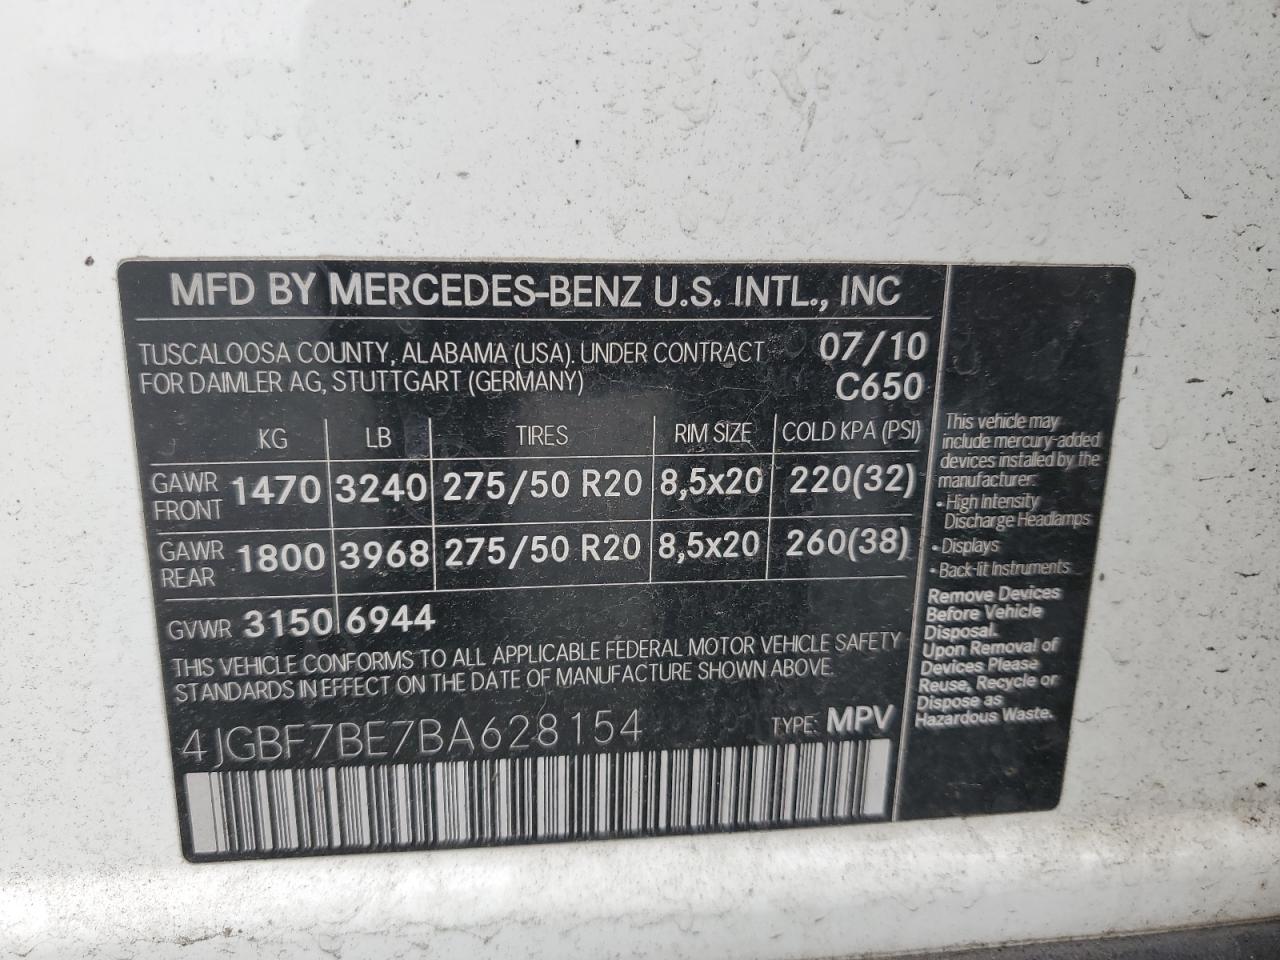 MFD BY MERCEDES-BENZ U.S. INTL., INC
TUSCALOOSA COUNTY, ALABAMA (USA). UNDER CONTRACT 07/10
FOR DAIMLER AG, STUTTGART (GERMANY) C650
KG LB TIRES RIM SIZE COLD KPA (PSI)
GAWR FRONT 1470 3240 275/50 R20 8,5x20 220(32)
GAWR REAR 1800 3968 275/50 R20 8,5x20 260(38)
GVWR 3150 6944
THIS VEHICLE CONFORMS TO ALL APPLICABLE FEDERAL MOTOR VEHICLE SAFETY
STANDARDS IN EFFECT ON THE DATE OF MANUFACTURE SHOWN ABOVE.
4JGBF7BE7BA628154 TYPE: MPV
This vehicle may
include mercury-added
devices installed by the
manufacturer:
• High Intensity
Discharge Headlamps
• Displays
• Back-lit Instruments
Remove Devices
Before Vehicle
Disposal.
Upon Removal of
Devices Please
Reuse, Recycle or
Dispose as
Hazardous Waste.